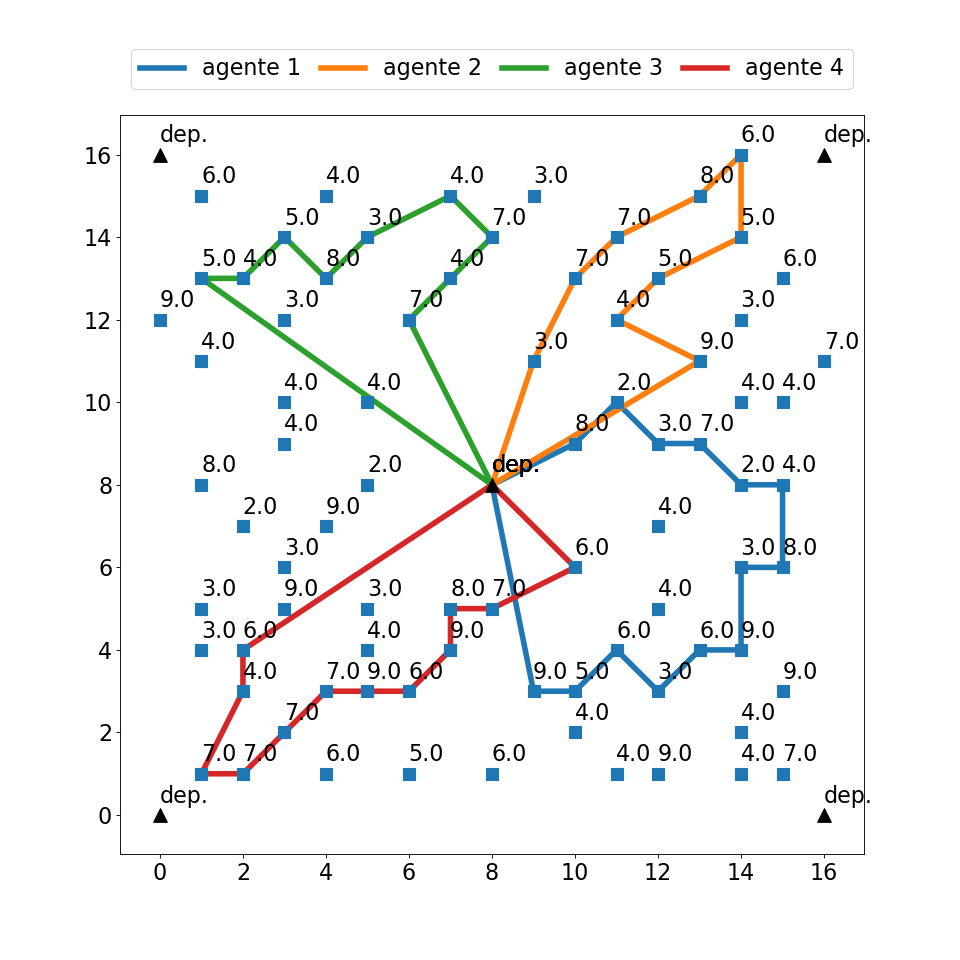 agente 1 agente 2 agente 3 agente 4
dep. 6.0 dep.
16
6.0 4.0 4.0 3.0 8.0
5.0 3.0 7.0 7.0 5.0
14
5.0 4.0 8.0 4.0 7.0 5.0 6.0
9.0 3.0 7.0 4.0 3.0
12
4.0 3.0 9.0 7.0
4.0 4.0 2.0 4.0 4.0
10
4.0 8.0 3.0 7.0
8.0 2.0 dep. 2.0 4.0
8
2.0 9.0 4.0
3.0 6.0 3.0 8.0
6
3.0 9.0 3.0 8.0 7.0 4.0
3.0 6.0 4.0 9.0 6.0 6.0 9.0
4
4.0 7.0 9.0 6.0 9.0 5.0 3.0 9.0
7.0 4.0 4.0
2
7.0 7.0 6.0 5.0 6.0 4.0 9.0 4.0 7.0
dep. dep.
0
0 2 4 6 8 10 12 14 16